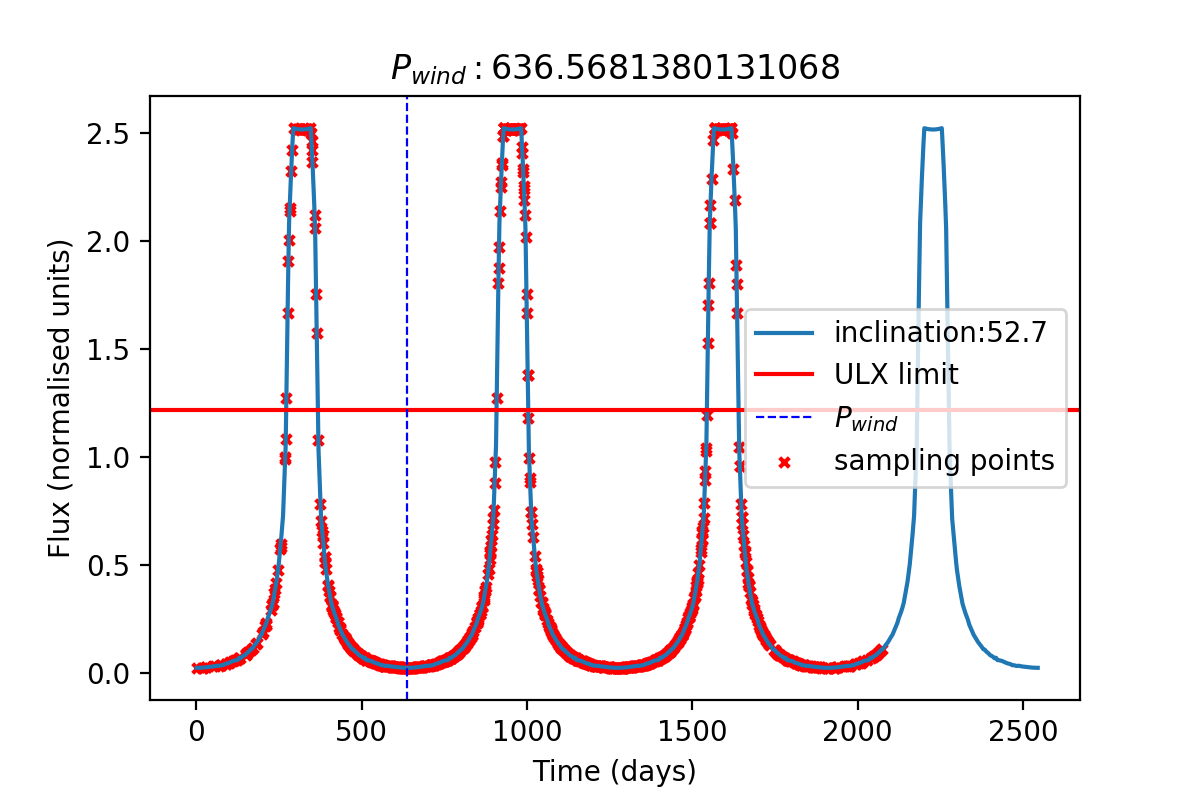 P_wind : 636.5681380131068
2.5
2.0
1.5
1.0
0.5
0.0
Flux (normalised units)
inclination:52.7
ULX limit
P_wind
sampling points
0 500 1000 1500 2000 2500
Time (days)